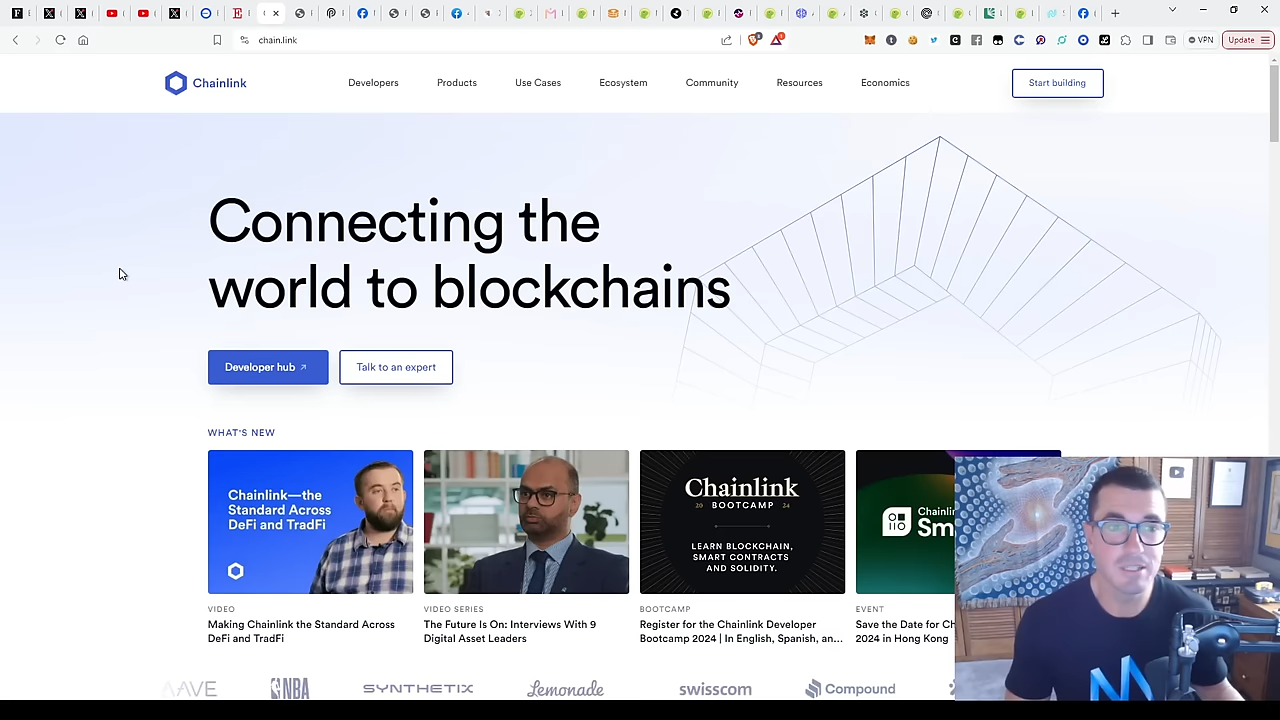 chain.link
VPN
Update
Chainlink
Developers
Products
Use Cases
Ecosystem
Community
Resources
Economics
Start building
Connecting the
world to blockchains
Developer hub
Talk to an expert
WHAT'S NEW
Chainlink—the
Standard Across
DeFi and TradFi
Chainlink
20 BOOTCAMP 24
LEARN BLOCKCHAIN,
SMART CONTRACTS
AND SOLIDITY.
VIDEO
Making Chainlink the Standard Across
DeFi and TradFi
VIDEO SERIES
The Future Is On: Interviews With 9
Digital Asset Leaders
BOOTCAMP
Register for the Chainlink Developer
Bootcamp 2024 | In English, Spanish, an...
EVENT
Save the Date for
2024 in Hong Kong
AAVE
NBA
SYNTHETIX
Lemonade
swisscom
Compound